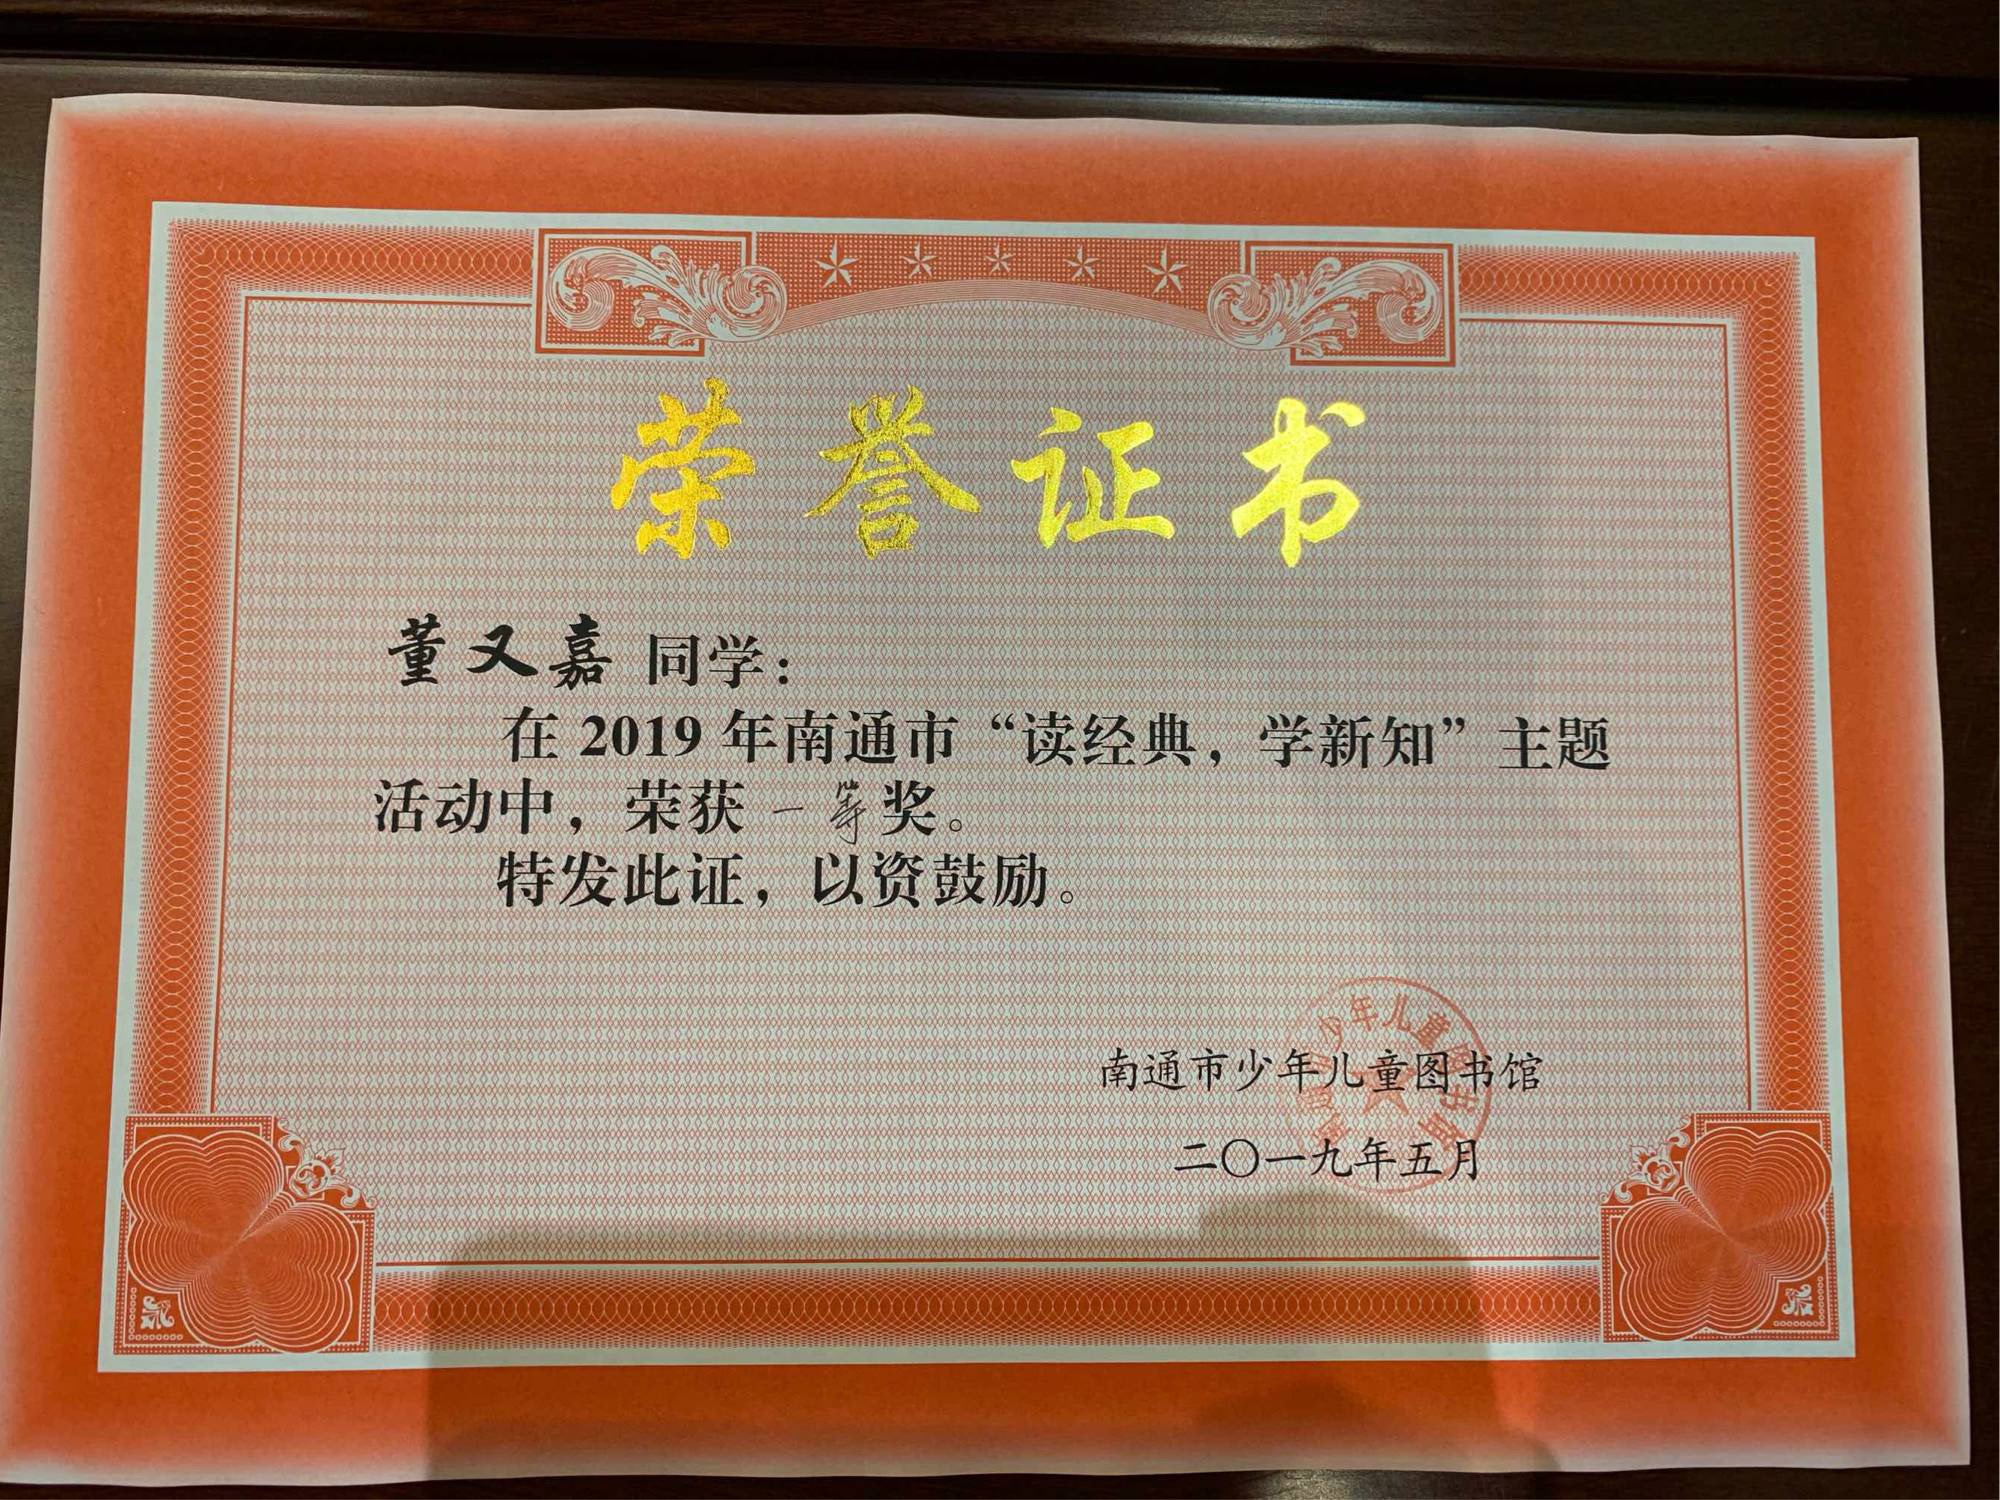 荣誉证书
董又嘉 同学：
在 2019 年南通市“读经典，学新知”主题
活动中，荣获 一等 奖。
特发此证，以资鼓励。
南通市少年儿童图书馆
二〇一九年五月